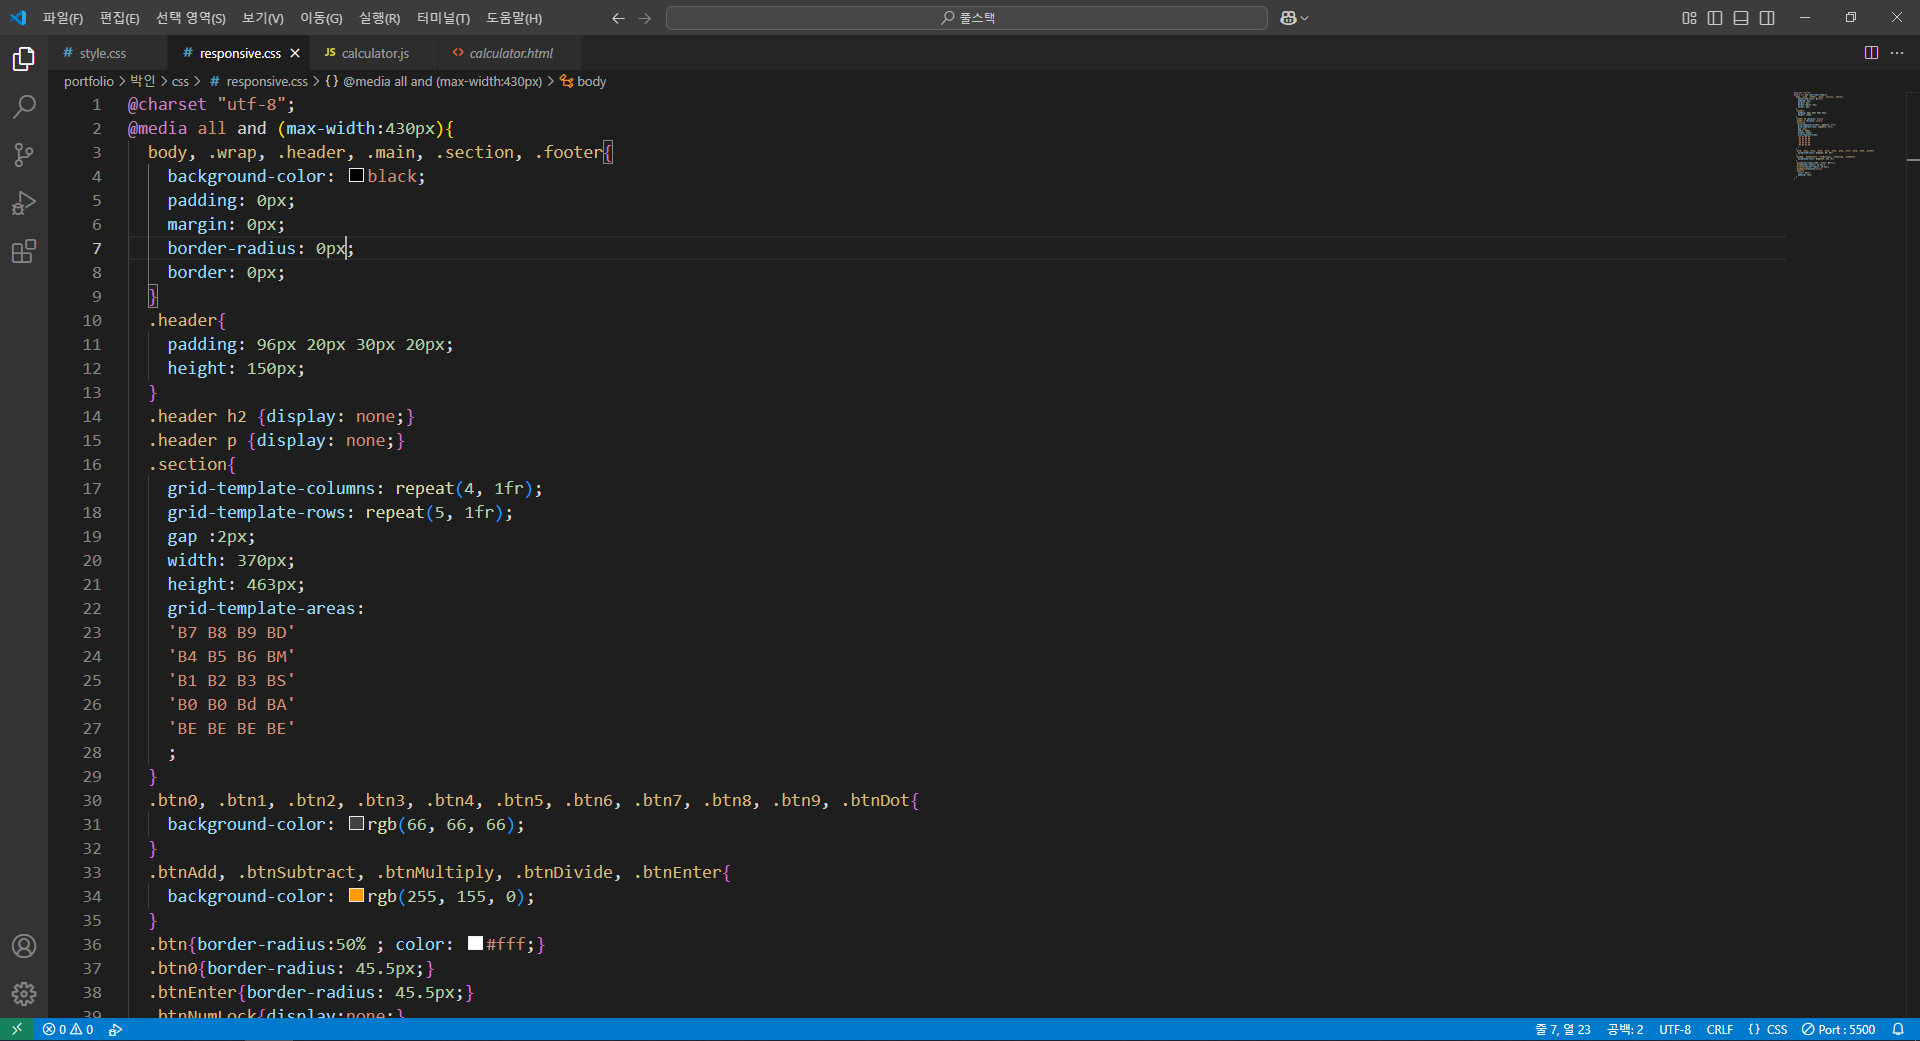 파일(F) 편집(E) 선택 영역(S) 보기(V) 이동(G) 실행(R) 터미널(T) 도움말(H) 풀스택
# style.css # responsive.css JS calculator.js <> calculator.html
portfolio > 박인 > css > # responsive.css > {} @media all and (max-width:430px) > body
1 @charset "utf-8";
2 @media all and (max-width:430px){
3 body, .wrap, .header, .main, .section, .footer{
4 background-color: black;
5 padding: 0px;
6 margin: 0px;
7 border-radius: 0px;
8 border: 0px;
9 }
10 .header{
11 padding: 96px 20px 30px 20px;
12 height: 150px;
13 }
14 .header h2 {display: none;}
15 .header p {display: none;}
16 .section{
17 grid-template-columns: repeat(4, 1fr);
18 grid-template-rows: repeat(5, 1fr);
19 gap :2px;
20 width: 370px;
21 height: 463px;
22 grid-template-areas:
23 'B7 B8 B9 BD'
24 'B4 B5 B6 BM'
25 'B1 B2 B3 BS'
26 'B0 B0 Bd BA'
27 'BE BE BE BE'
28 ;
29 }
30 .btn0, .btn1, .btn2, .btn3, .btn4, .btn5, .btn6, .btn7, .btn8, .btn9, .btnDot{
31 background-color: rgb(66, 66, 66);
32 }
33 .btnAdd, .btnSubtract, .btnMultiply, .btnDivide, .btnEnter{
34 background-color: rgb(255, 155, 0);
35 }
36 .btn{border-radius:50% ; color: #fff;}
37 .btn0{border-radius: 45.5px;}
38 .btnEnter{border-radius: 45.5px;}
39 .btnNumLock{display:none;}
0 0 줄 7, 열 23 공백: 2 UTF-8 CRLF {} CSS Port : 5500